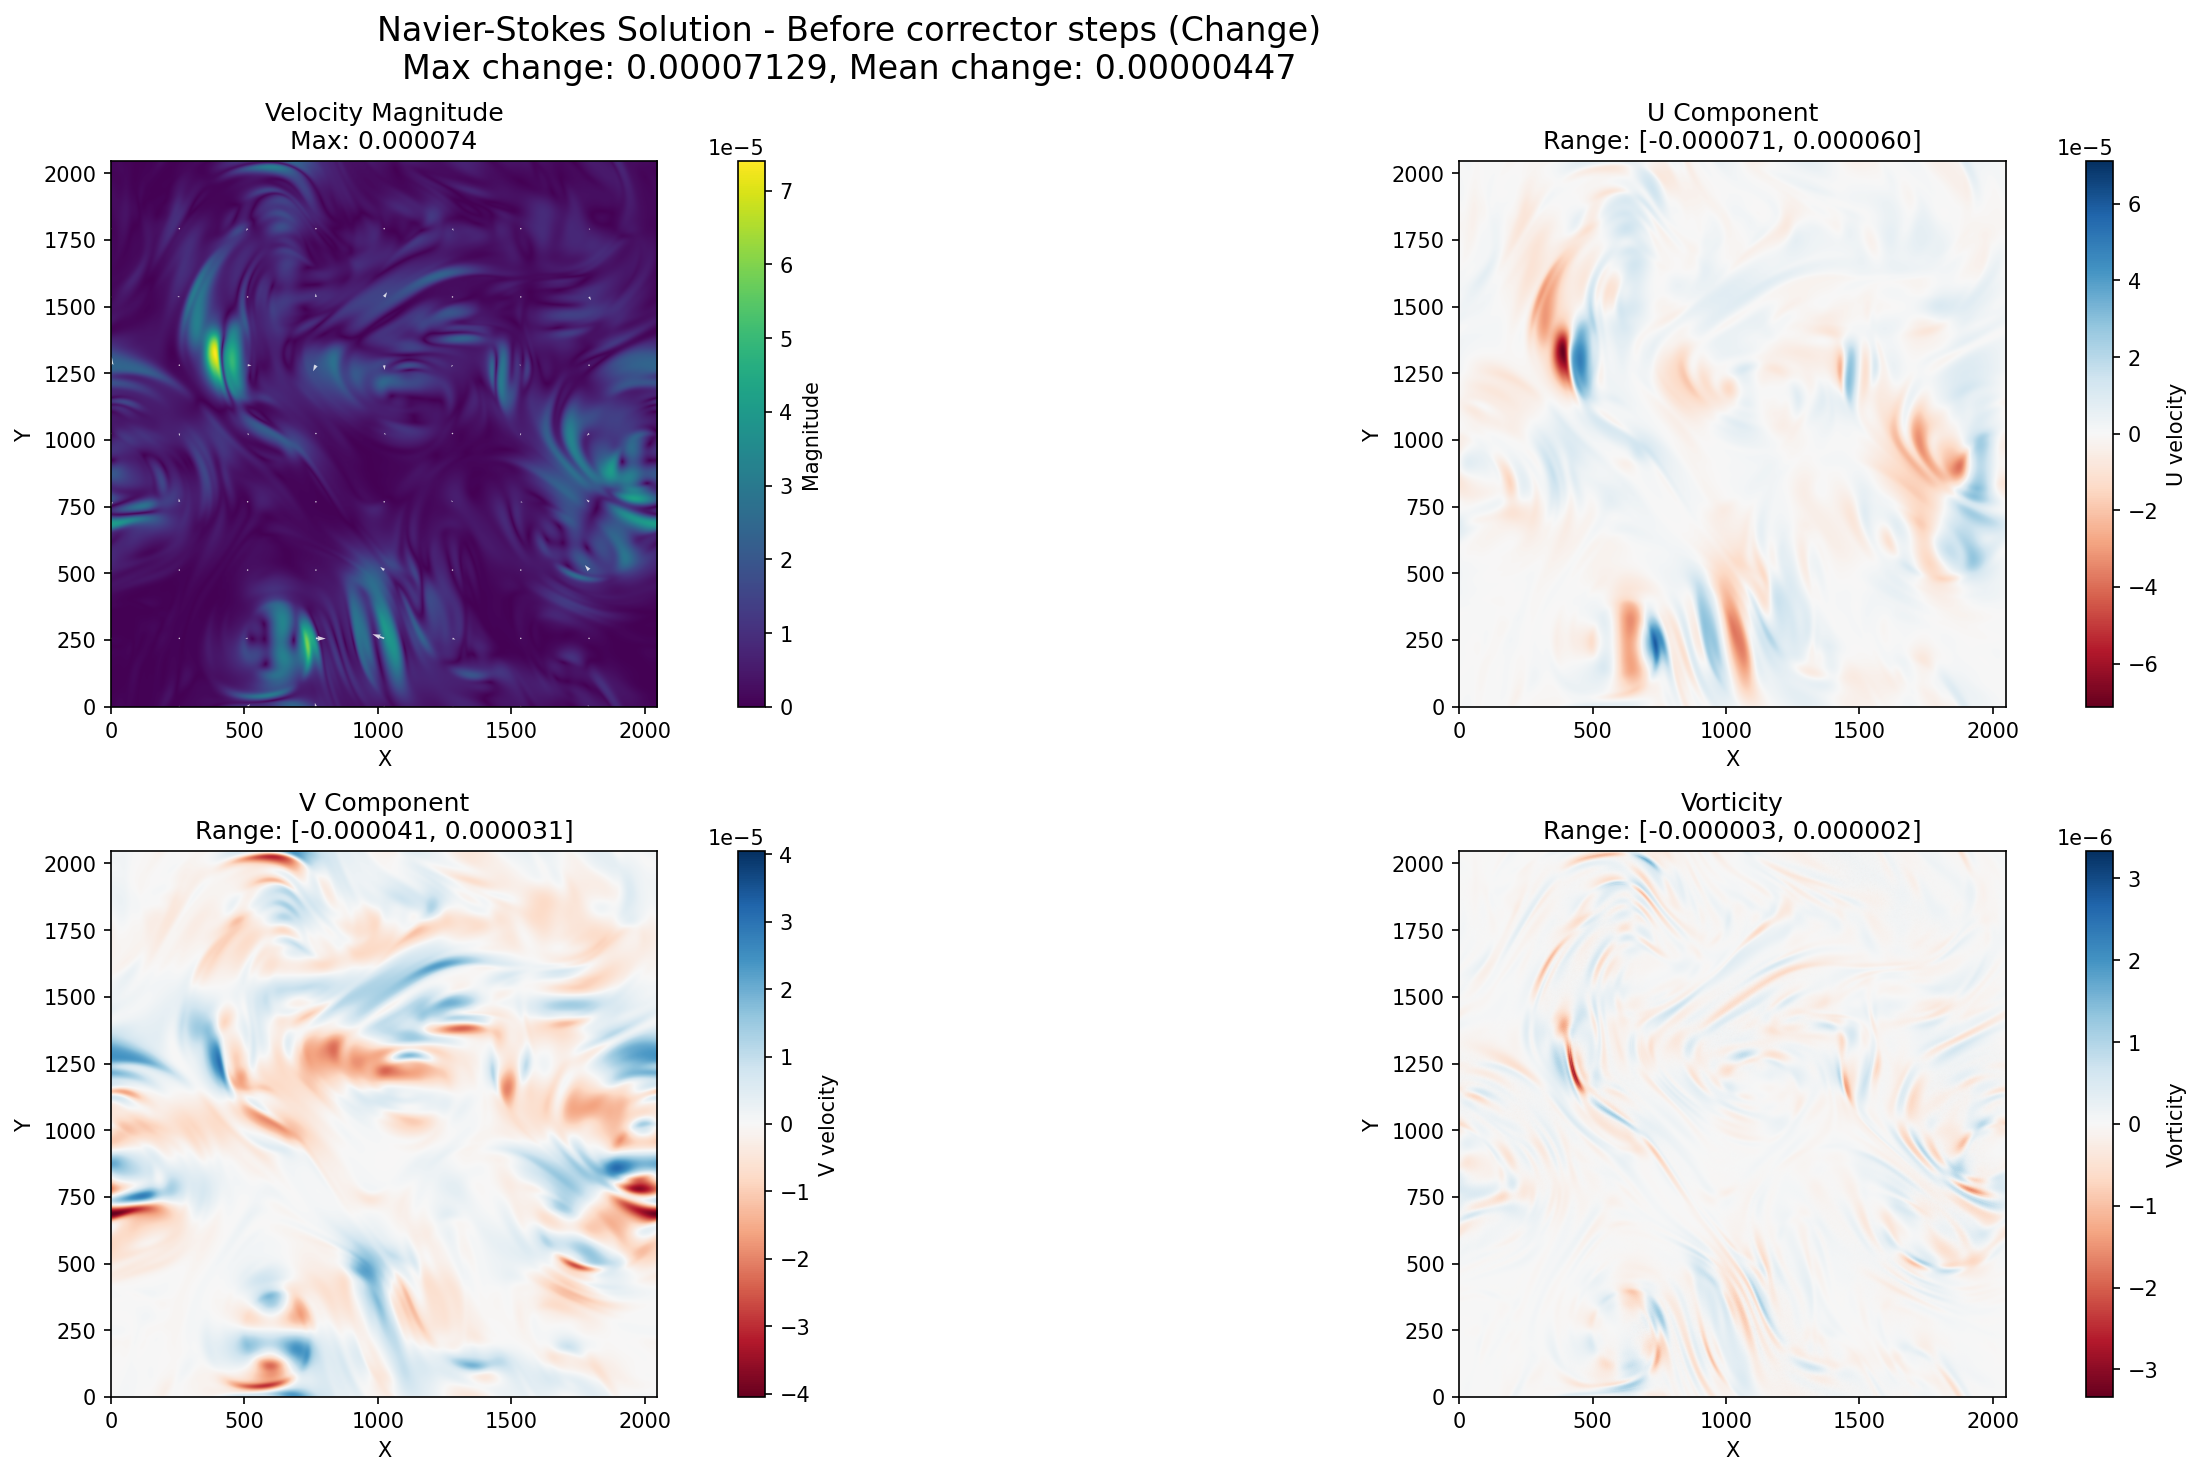 Navier-Stokes Solution - Before corrector steps (Change)
Max change: 0.00007129, Mean change: 0.00000447
Velocity Magnitude
Max: 0.000074
1e−5
7
6
5
4
3
2
1
0
Magnitude
Y
2000
1750
1500
1250
1000
750
500
250
0
0 500 1000 1500 2000
X
U Component
Range: [-0.000071, 0.000060]
1e−5
6
4
2
0
−2
−4
−6
U velocity
Y
2000
1750
1500
1250
1000
750
500
250
0
0 500 1000 1500 2000
X
V Component
Range: [-0.000041, 0.000031]
1e−5
4
3
2
1
0
−1
−2
−3
−4
V velocity
Y
2000
1750
1500
1250
1000
750
500
250
0
0 500 1000 1500 2000
X
Vorticity
Range: [-0.000003, 0.000002]
1e−6
3
2
1
0
−1
−2
−3
Vorticity
Y
2000
1750
1500
1250
1000
750
500
250
0
0 500 1000 1500 2000
X